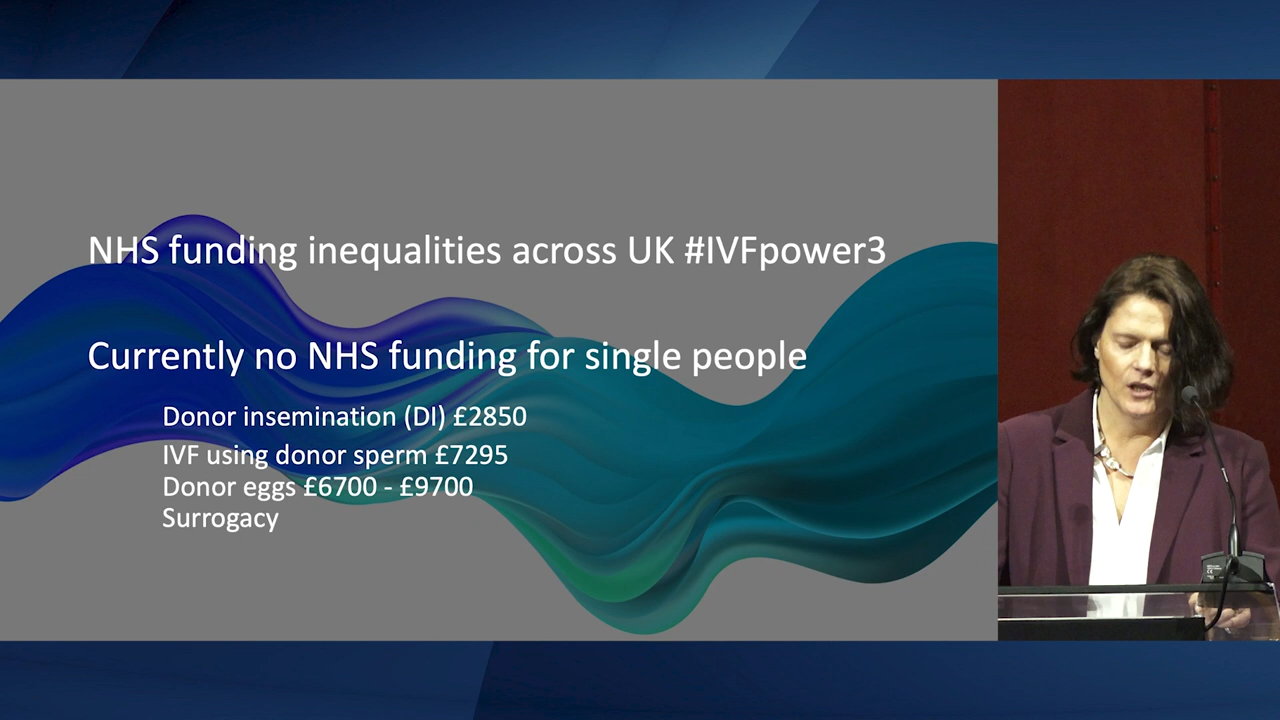 NHS funding inequalities across UK #IVFpower3
Currently no NHS funding for single people
Donor insemination (DI) £2850
IVF using donor sperm £7295
Donor eggs £6700 - £9700
Surrogacy